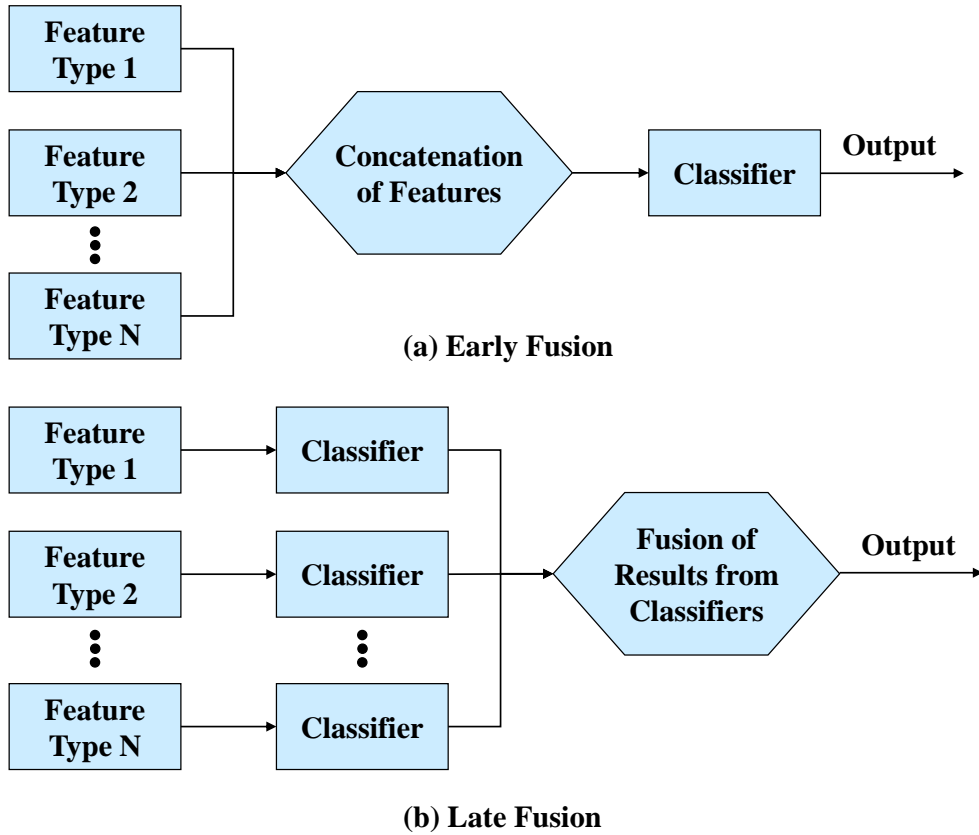 Feature
Type 1
Feature
Type 2
Feature
Type N
Concatenation
of Features
Classifier
Output
(a) Early Fusion
Feature
Type 1
Classifier
Feature
Type 2
Classifier
Feature
Type N
Classifier
Fusion of
Results from
Classifiers
Output
(b) Late Fusion